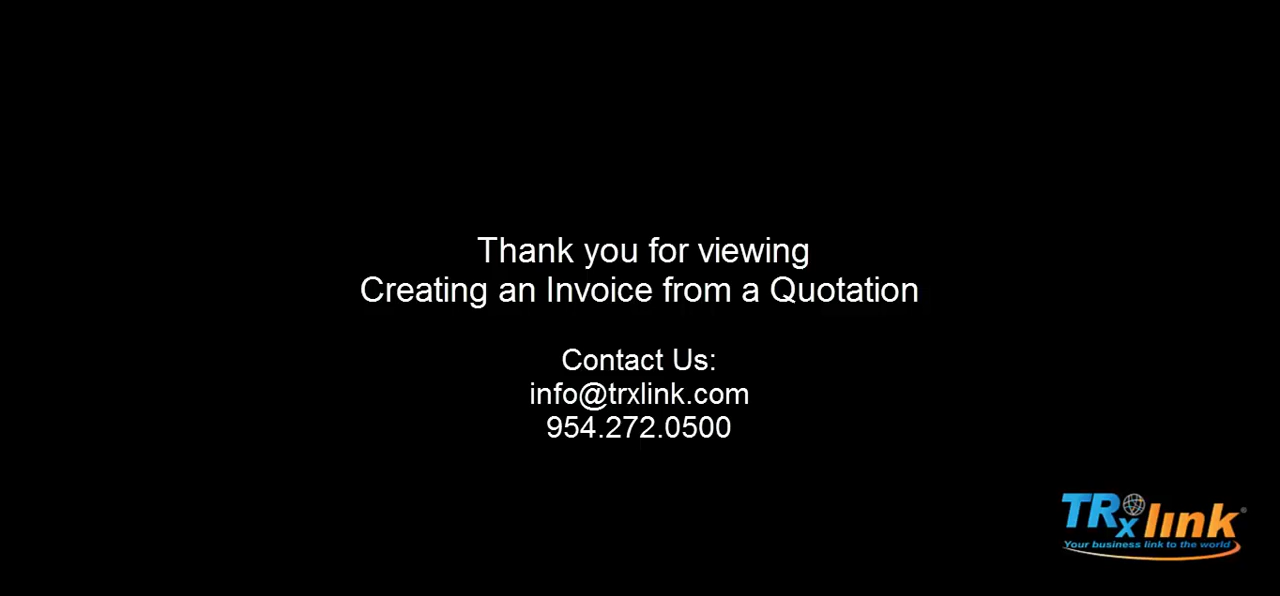 Thank you for viewing
Creating an Invoice from a Quotation
Contact Us:
info@trxlink.com
954.272.0500
TRxlink®
Your business link to the world